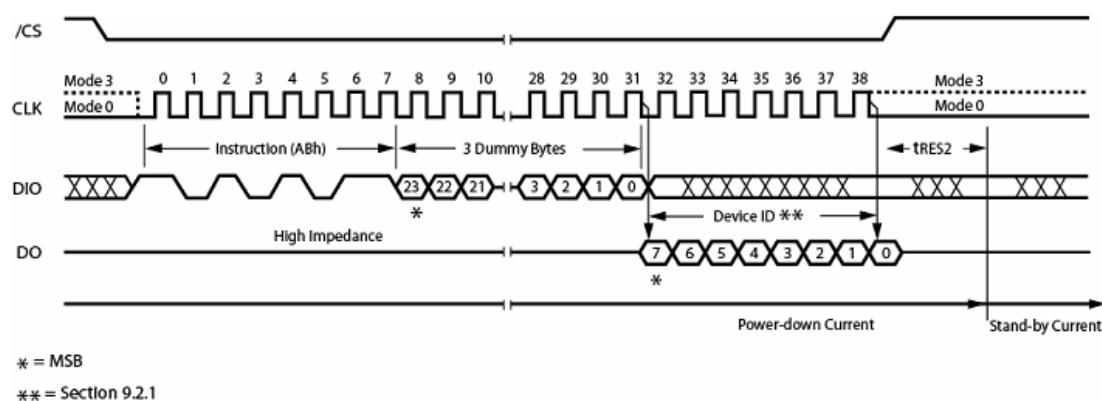 /CS
Mode 3 0 1 2 3 4 5 6 7 8 9 10 28 29 30 31 32 33 34 35 36 37 38 Mode 3
CLK Mode 0 Mode 0
Instruction (ABh) 3 Dummy Bytes tRES2
DIO 23 22 21 3 2 1 0
* Device ID **
High Impedance
DO 7 6 5 4 3 2 1 0
*
Power-down Current Stand-by Current
* = MSB
** = Section 9.2.1